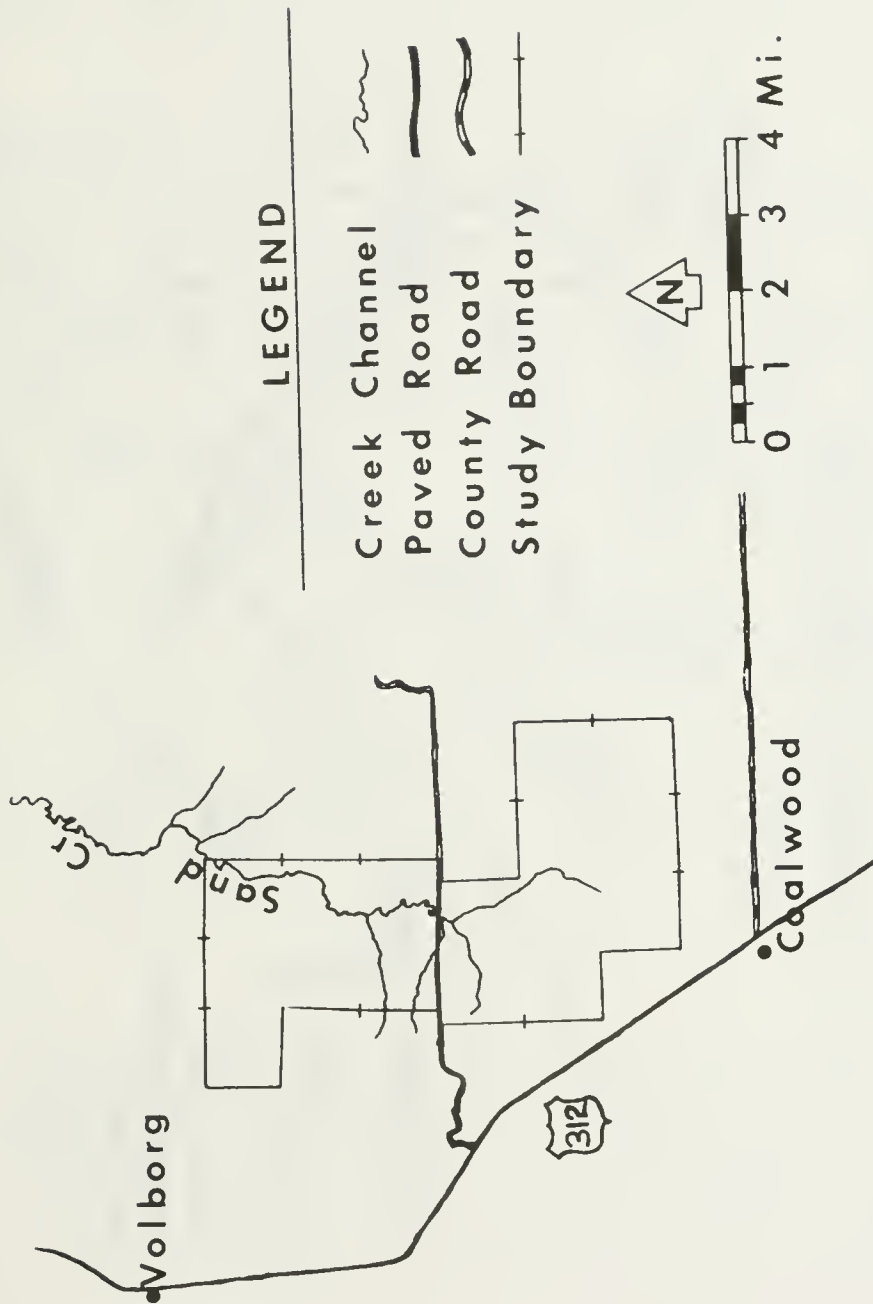 Volborg
Sand Cr
312
Coalwood
LEGEND
Creek Channel
Paved Road
County Road
Study Boundary
N
0 1 2 3 4 Mi.